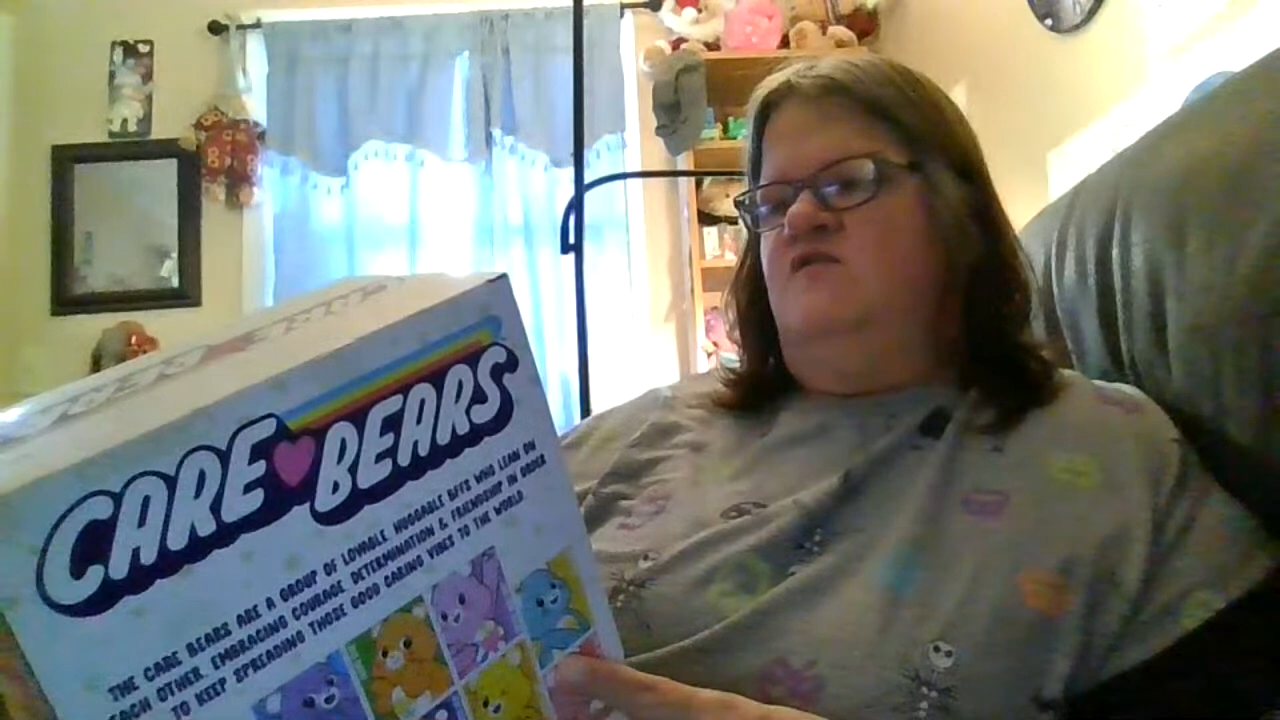 CARE BEARS
THE CARE BEARS ARE A GROUP OF LOVABLE HUGGABLE BFFS WHO LEAN ON
EACH OTHER, EMBRACING COURAGE DETERMINATION & FRIENDSHIP IN ORDER
TO KEEP SPREADING THOSE GOOD CARING VIBES TO THE WORLD